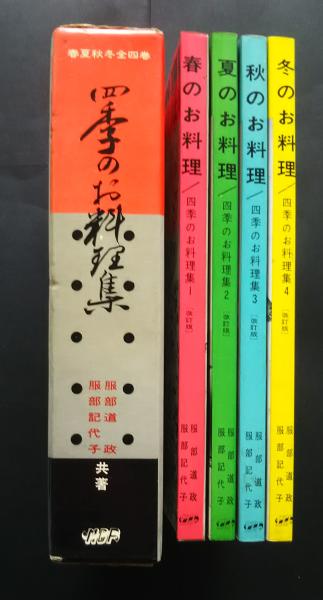 春夏秋冬全四巻
四季のお料理集
服部道政
服部記代子
共著
HBF
春のお料理／四季のお料理集1［改訂版］
服部道政
服部記代子
夏のお料理／四季のお料理集2［改訂版］
服部道政
服部記代子
秋のお料理／四季のお料理集3［改訂版］
服部道政
服部記代子
冬のお料理／四季のお料理集4［改訂版］
服部道政
服部記代子